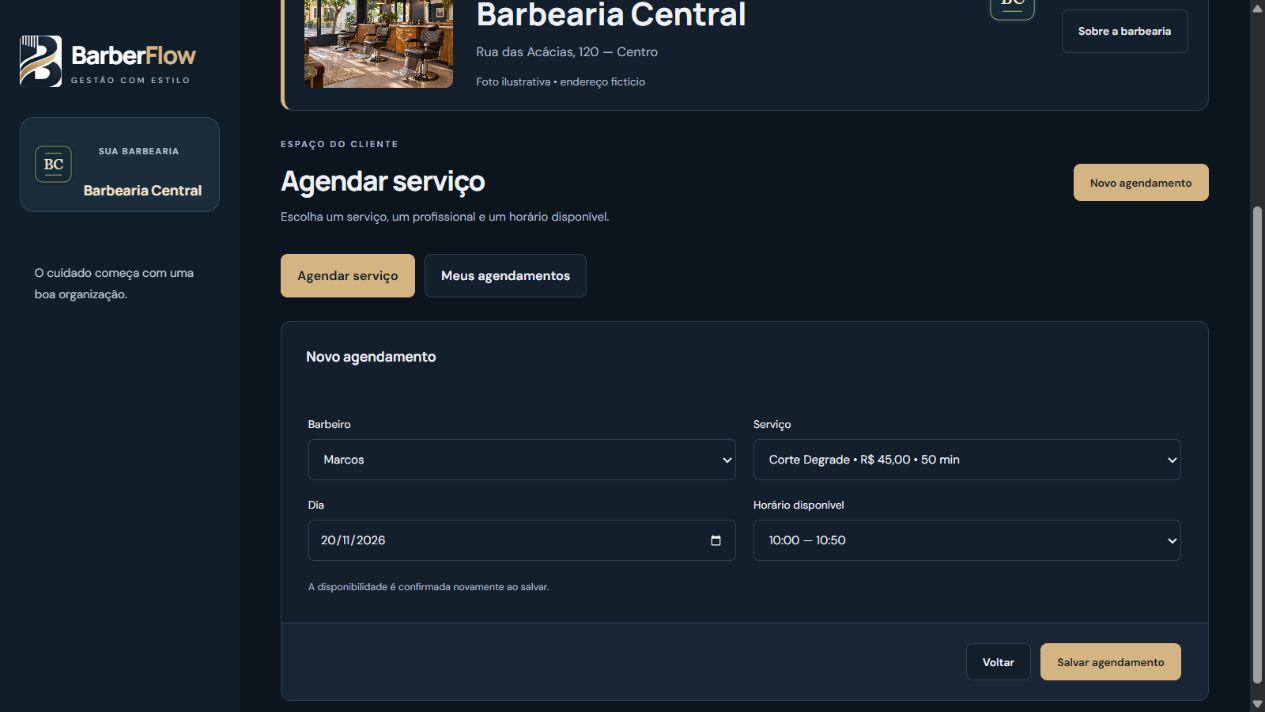 BarberFlow
GESTÃO COM ESTILO
BC
SUA BARBEARIA
Barbearia Central
O cuidado começa com uma
boa organização.
Barbearia Central
Rua das Acácias, 120 — Centro
Foto ilustrativa • endereço fictício
BC
Sobre a barbearia
ESPAÇO DO CLIENTE
Agendar serviço
Escolha um serviço, um profissional e um horário disponível.
Novo agendamento
Agendar serviço
Meus agendamentos
Novo agendamento
Barbeiro
Marcos
Serviço
Corte Degrade • R$ 45,00 • 50 min
Dia
20/11/2026
Horário disponível
10:00 — 10:50
A disponibilidade é confirmada novamente ao salvar.
Voltar
Salvar agendamento